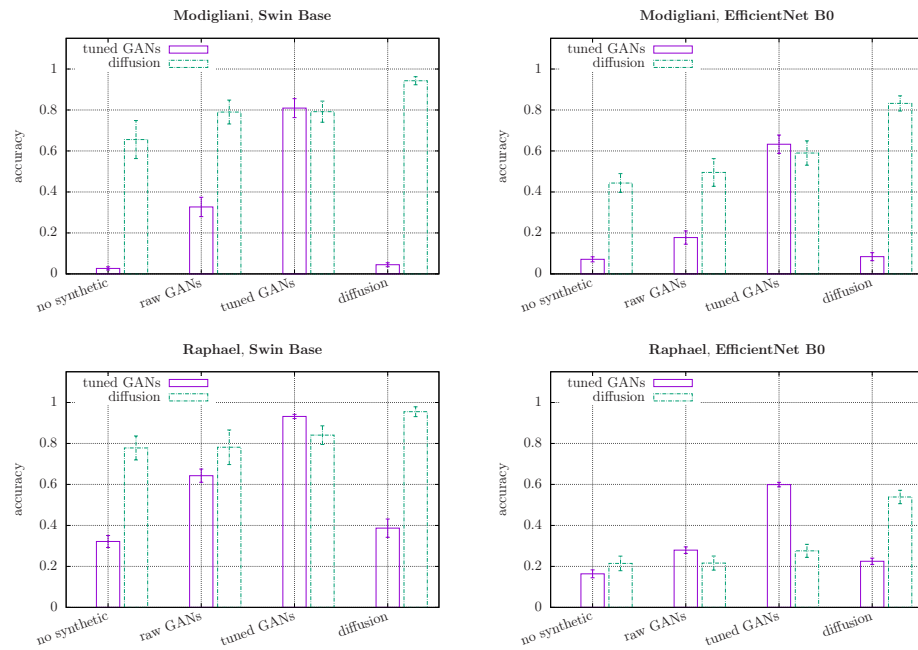 Modigliani, Swin Base
tuned GANs
diffusion
accuracy
1
0.8
0.6
0.4
0.2
0
no synthetic
raw GANs
tuned GANs
diffusion
Modigliani, EfficientNet B0
tuned GANs
diffusion
accuracy
1
0.8
0.6
0.4
0.2
0
no synthetic
raw GANs
tuned GANs
diffusion
Raphael, Swin Base
tuned GANs
diffusion
accuracy
1
0.8
0.6
0.4
0.2
0
no synthetic
raw GANs
tuned GANs
diffusion
Raphael, EfficientNet B0
tuned GANs
diffusion
accuracy
1
0.8
0.6
0.4
0.2
0
no synthetic
raw GANs
tuned GANs
diffusion